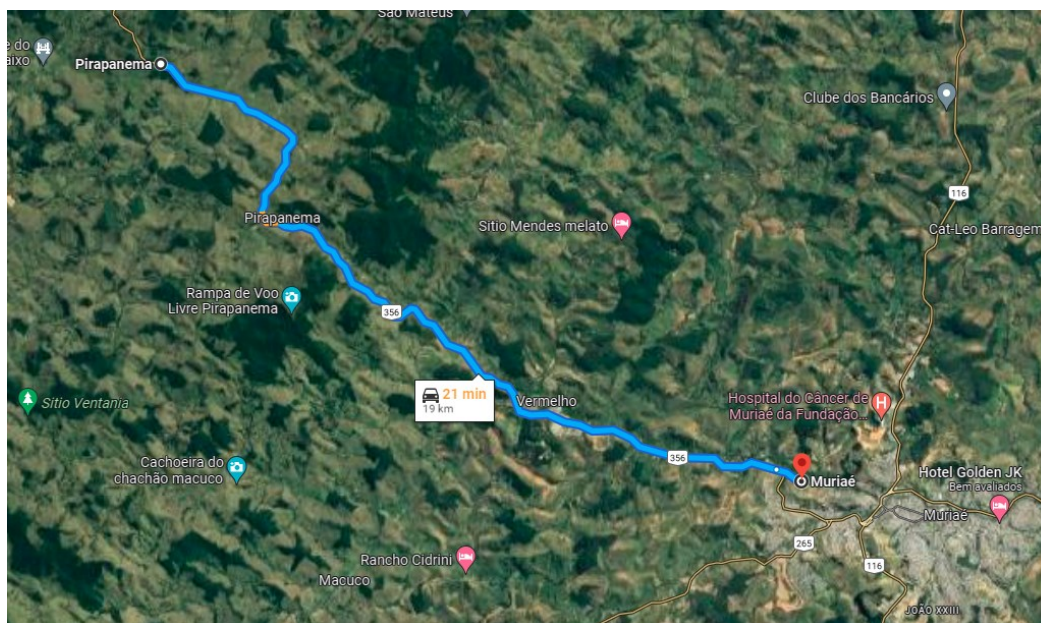 São Mateus
e do
aixo
Pirapanema
Clube dos Bancários
116
Pirapanema
Sitio Mendes melato
Cat-Leo Barragem
Rampa de Voo
Livre Pirapanema
356
21 min
19 km
Vermelho
Sitio Ventania
Hospital do Câncer de
Muriaé da Fundação...
H
Cachoeira do
chachão macuco
356
Muriaé
Hotel Golden JK
Bem avaliados
Muriaé
265
Rancho Cidrini
116
Macuco
JOÃO XXIII